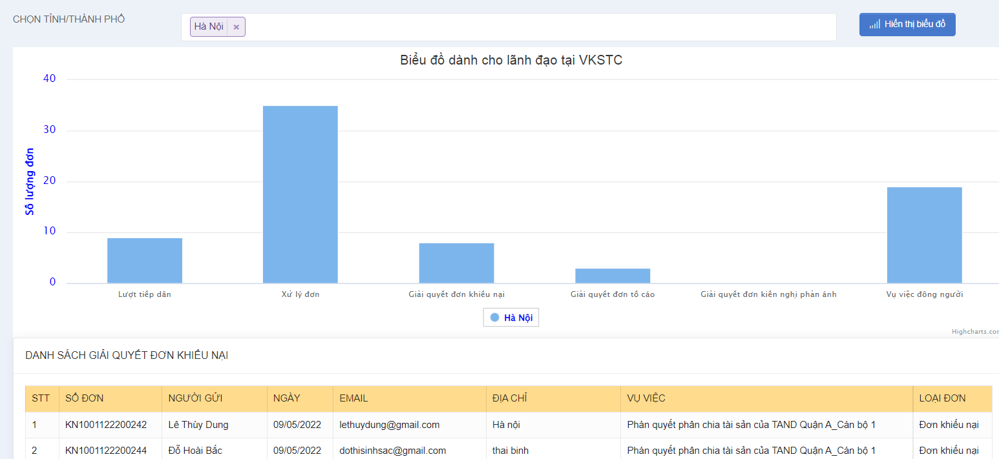 CHỌN TỈNH/THÀNH PHỐ
Hà Nội ×
Hiển thị biểu đồ
Biểu đồ dành cho lãnh đạo tại VKSTC
40
30
20
10
0
Số lượng đơn
Lượt tiếp dân Xử lý đơn Giải quyết đơn khiếu nại Giải quyết đơn tố cáo Giải quyết đơn kiến nghị phản ánh Vụ việc đông người
Hà Nội
Highcharts.com
DANH SÁCH GIẢI QUYẾT ĐƠN KHIẾU NẠI
STT SỐ ĐƠN NGƯỜI GỬI NGÀY EMAIL ĐỊA CHỈ VỤ VIỆC LOẠI ĐƠN
1 KN1001122200242 Lê Thùy Dung 09/05/2022 lethuydung@gmail.com Hà nội Phán quyết phân chia tài sản của TAND Quận A_Cán bộ 1 Đơn khiếu nại
2 KN1001122200244 Đỗ Hoài Bắc 09/05/2022 dothisinhsac@gmail.com thai binh Phán quyết phân chia tài sản của TAND Quận A_Cán bộ 1 Đơn khiếu nại